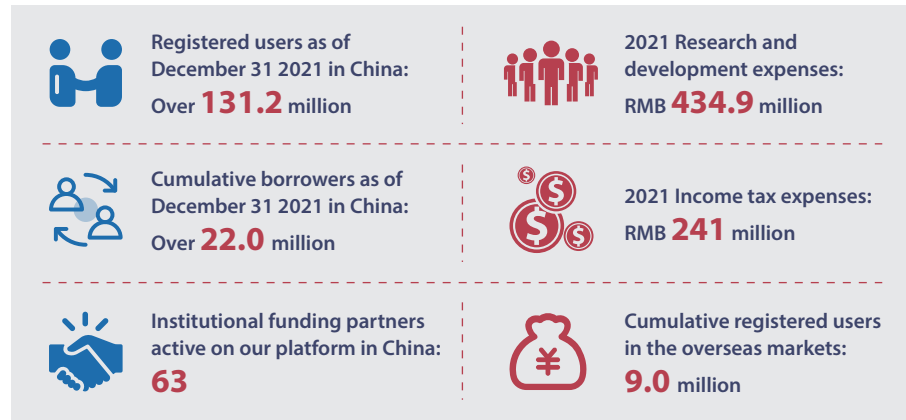 Registered users as of
December 31 2021 in China:
Over 131.2 million
2021 Research and
development expenses:
RMB 434.9 million
Cumulative borrowers as of
December 31 2021 in China:
Over 22.0 million
2021 Income tax expenses:
RMB 241 million
Institutional funding partners
active on our platform in China:
63
Cumulative registered users
in the overseas markets:
9.0 million
$
$
$
$
¥